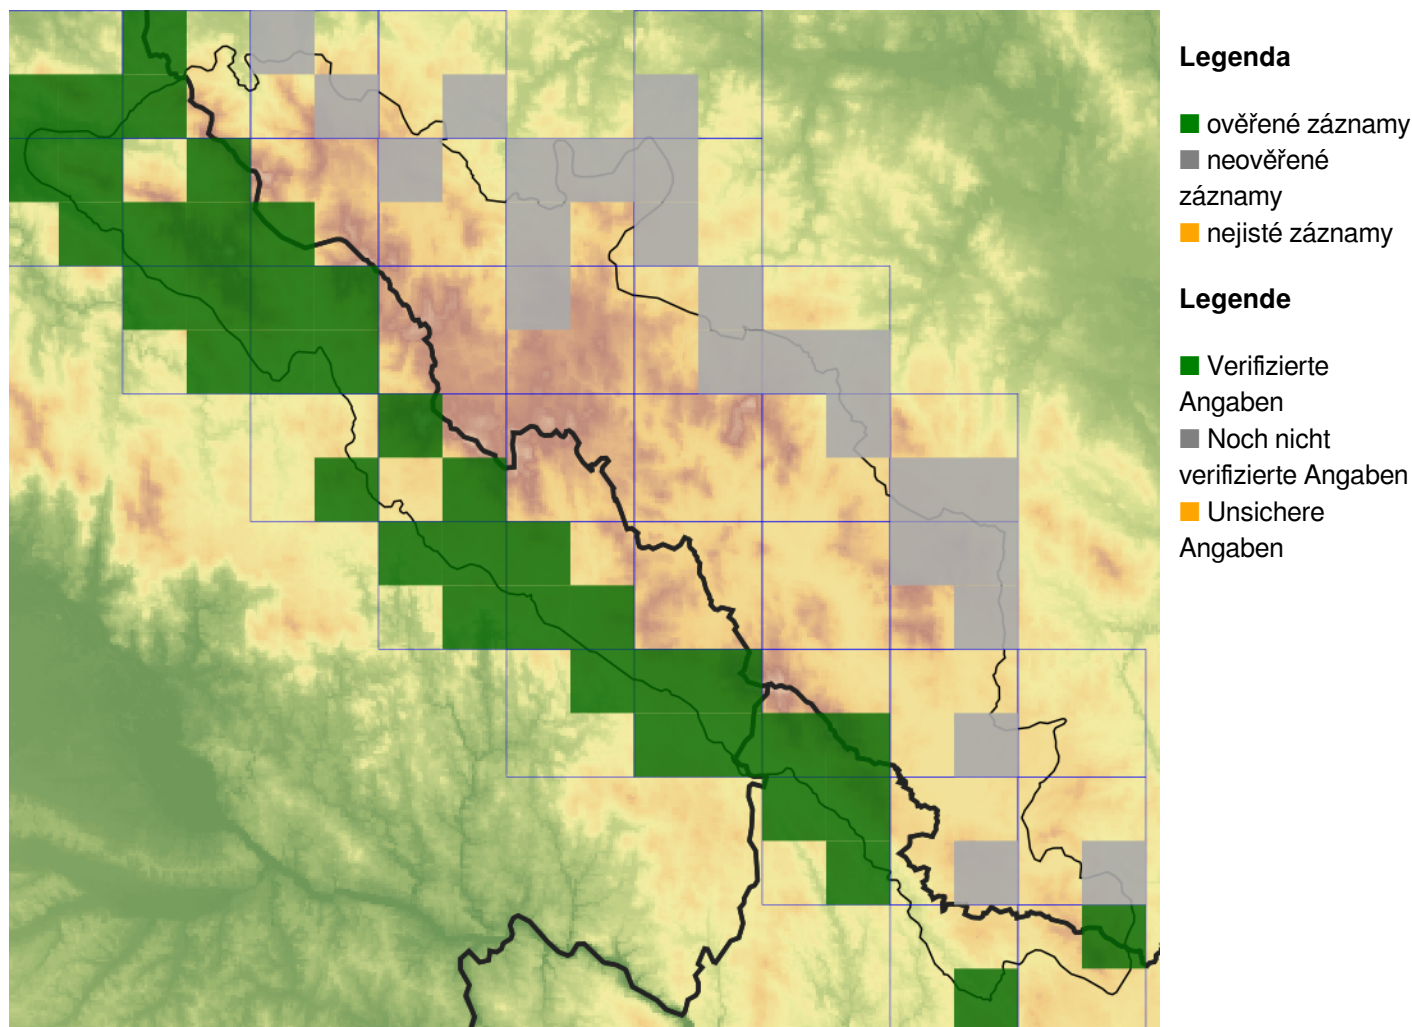 Legenda
ověřené záznamy
neověřené
záznamy
nejisté záznamy
Legende
Verifizierte
Angaben
Noch nicht
verifizierte Angaben
Unsichere
Angaben